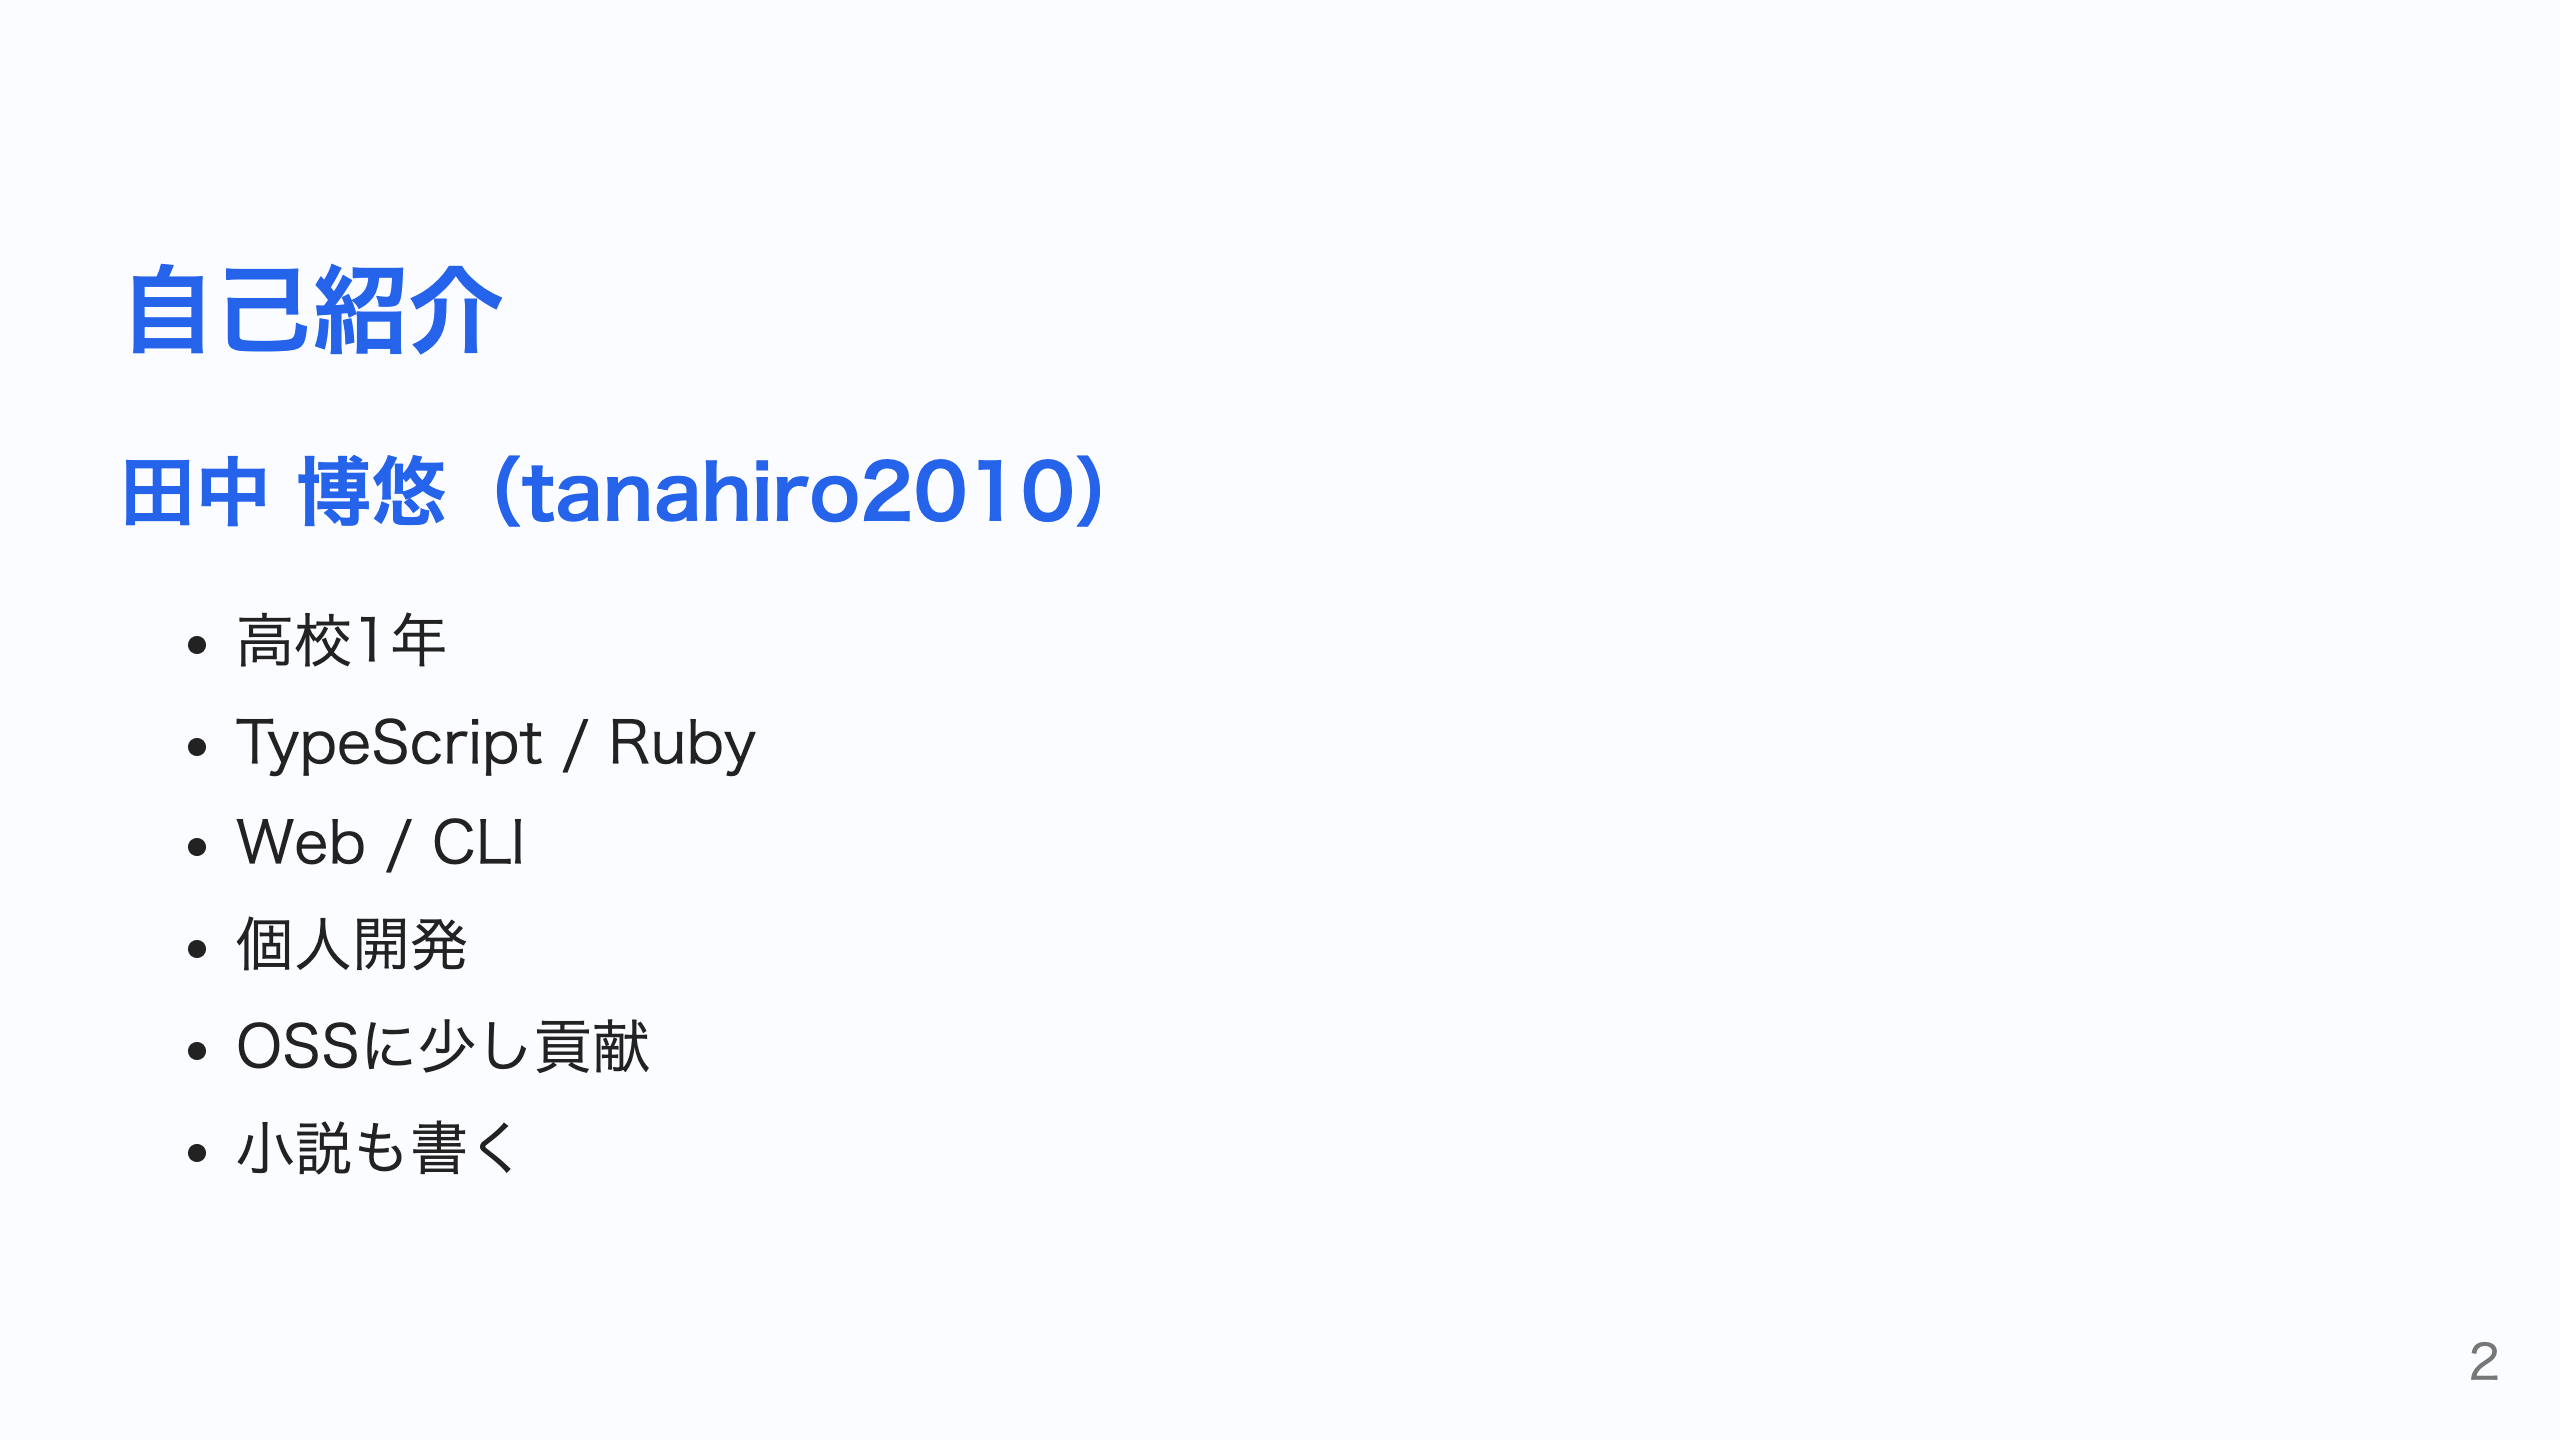 自己紹介
田中 博悠（tanahiro2010）
• 高校1年
• TypeScript / Ruby
• Web / CLI
• 個人開発
• OSSに少し貢献
• 小説も書く
2